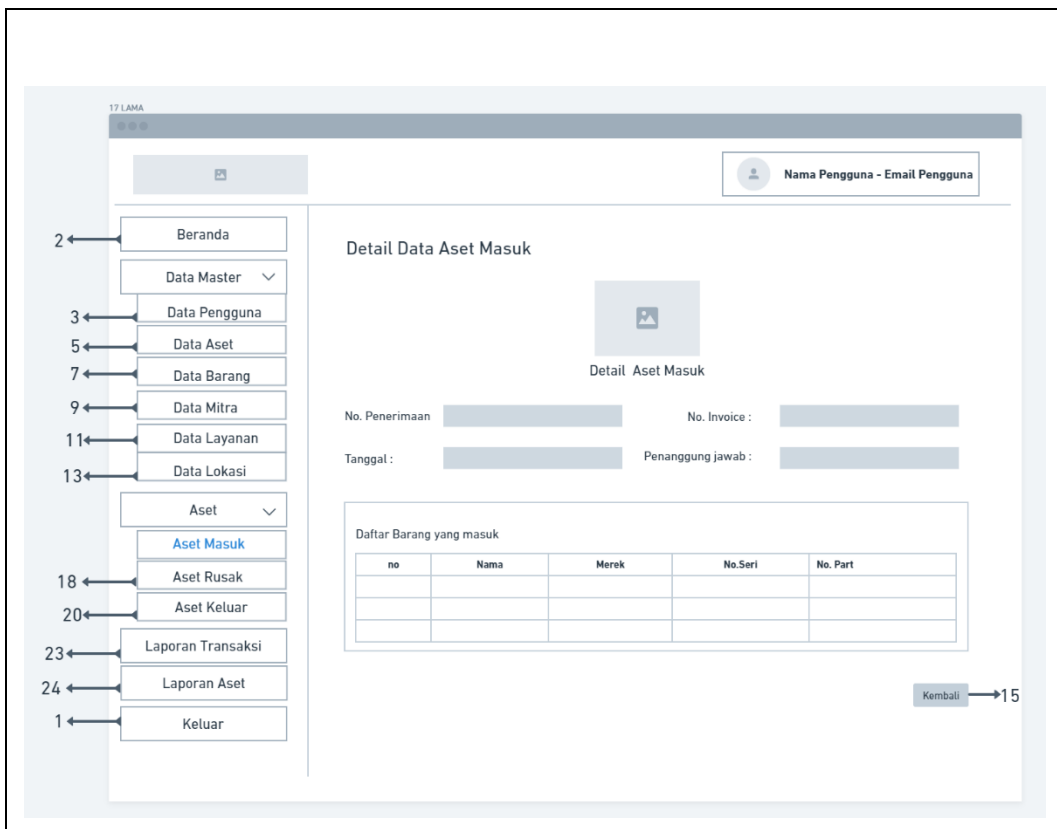 17 LAMA
Nama Pengguna - Email Pengguna
2
Beranda
Data Master
3
Data Pengguna
5
Data Aset
7
Data Barang
9
Data Mitra
11
Data Layanan
13
Data Lokasi
Aset
Aset Masuk
18
Aset Rusak
20
Aset Keluar
23
Laporan Transaksi
24
Laporan Aset
1
Keluar
Detail Data Aset Masuk
Detail Aset Masuk
No. Penerimaan
No. Invoice :
Tanggal :
Penanggung jawab :
Daftar Barang yang masuk
no Nama Merek No.Seri No. Part
Kembali
15